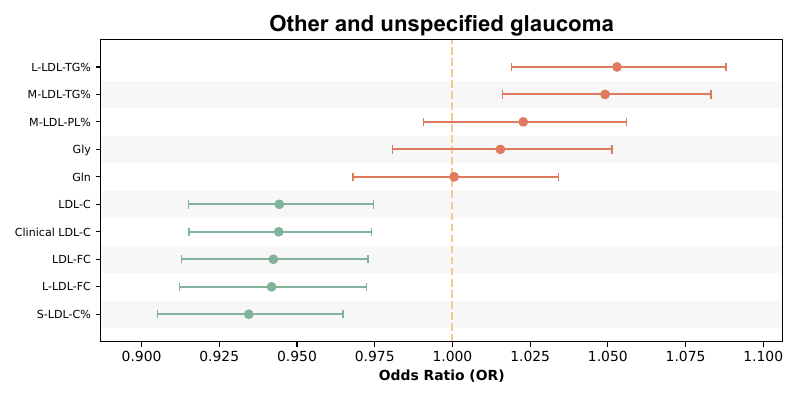 Other and unspecified glaucoma
L-LDL-TG%
M-LDL-TG%
M-LDL-PL%
Gly
Gln
LDL-C
Clinical LDL-C
LDL-FC
L-LDL-FC
S-LDL-C%
0.900 0.925 0.950 0.975 1.000 1.025 1.050 1.075 1.100
Odds Ratio (OR)